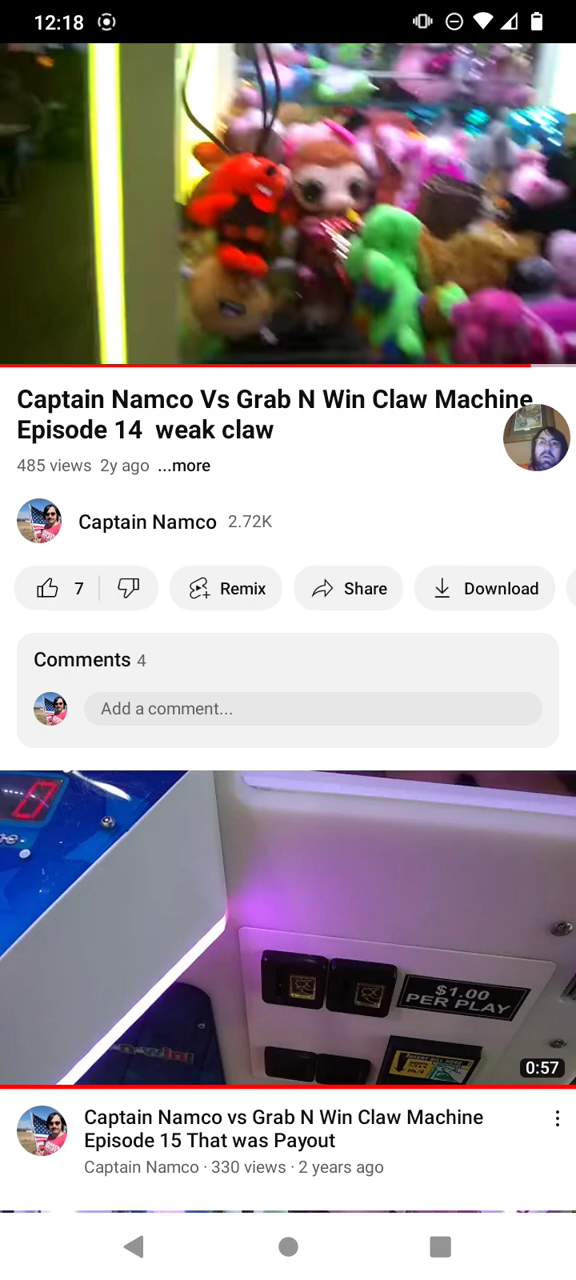 12:18
Captain Namco Vs Grab N Win Claw Machine
Episode 14 weak claw
485 views 2y ago ...more
Captain Namco 2.72K
7 Remix Share Download
Comments 4
Add a comment...
0
$1.00
PER PLAY
0:57
Captain Namco vs Grab N Win Claw Machine
Episode 15 That was Payout
Captain Namco · 330 views · 2 years ago